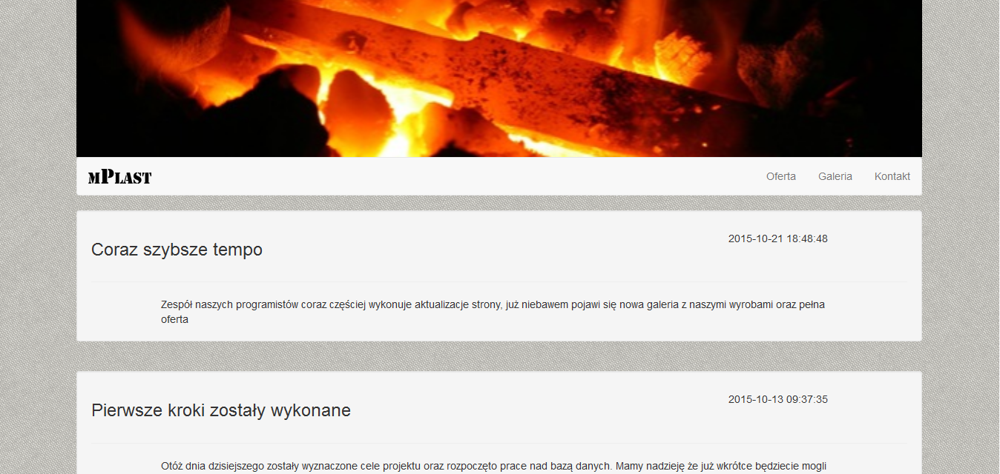 mPlast
Oferta Galeria Kontakt
Coraz szybsze tempo
2015-10-21 18:48:48
Zespół naszych programistów coraz częściej wykonuje aktualizacje strony, już niebawem pojawi się nowa galeria z naszymi wyrobami oraz pełna
oferta
Pierwsze kroki zostały wykonane
2015-10-13 09:37:35
Otóż dnia dzisiejszego zostały wyznaczone cele projektu oraz rozpoczęto prace nad bazą danych. Mamy nadzieję że już wkrótce będziecie mogli